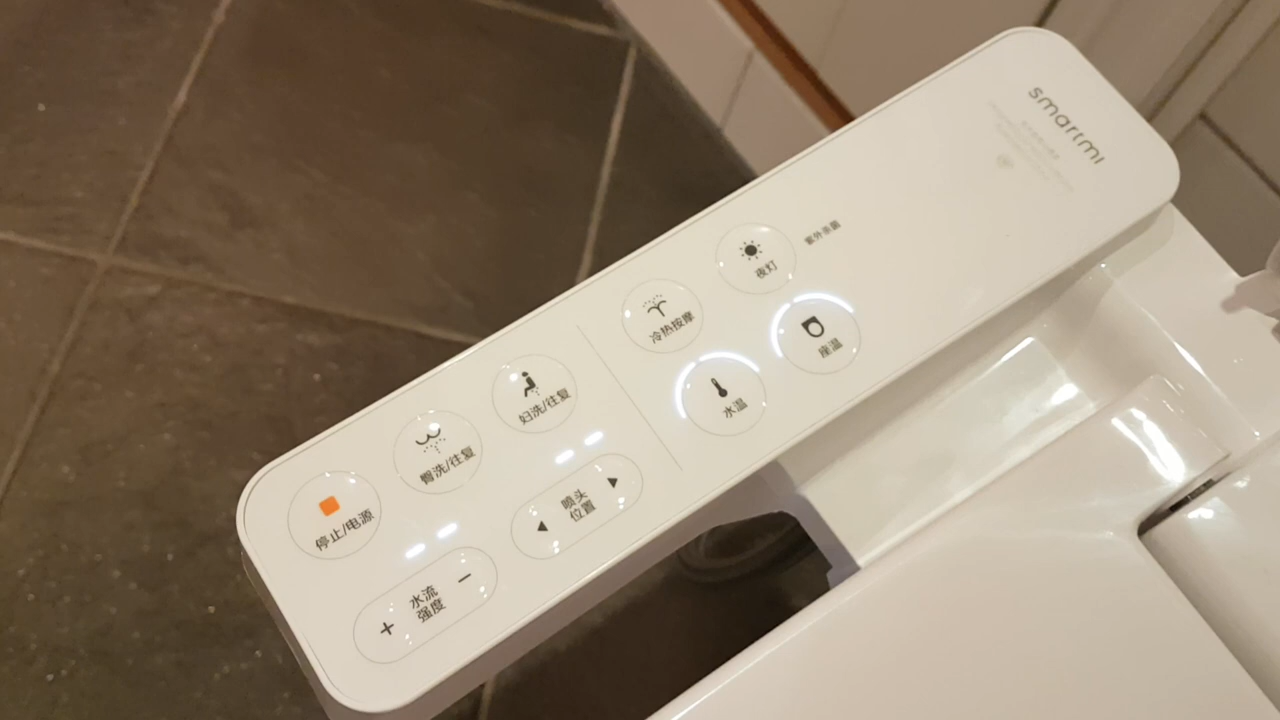 smartmi
紫外杀菌
夜灯
冷热按摩
座温
水温
妇洗/往复
臀洗/往复
停止/电源
喷头
位置
水流
强度
+
−